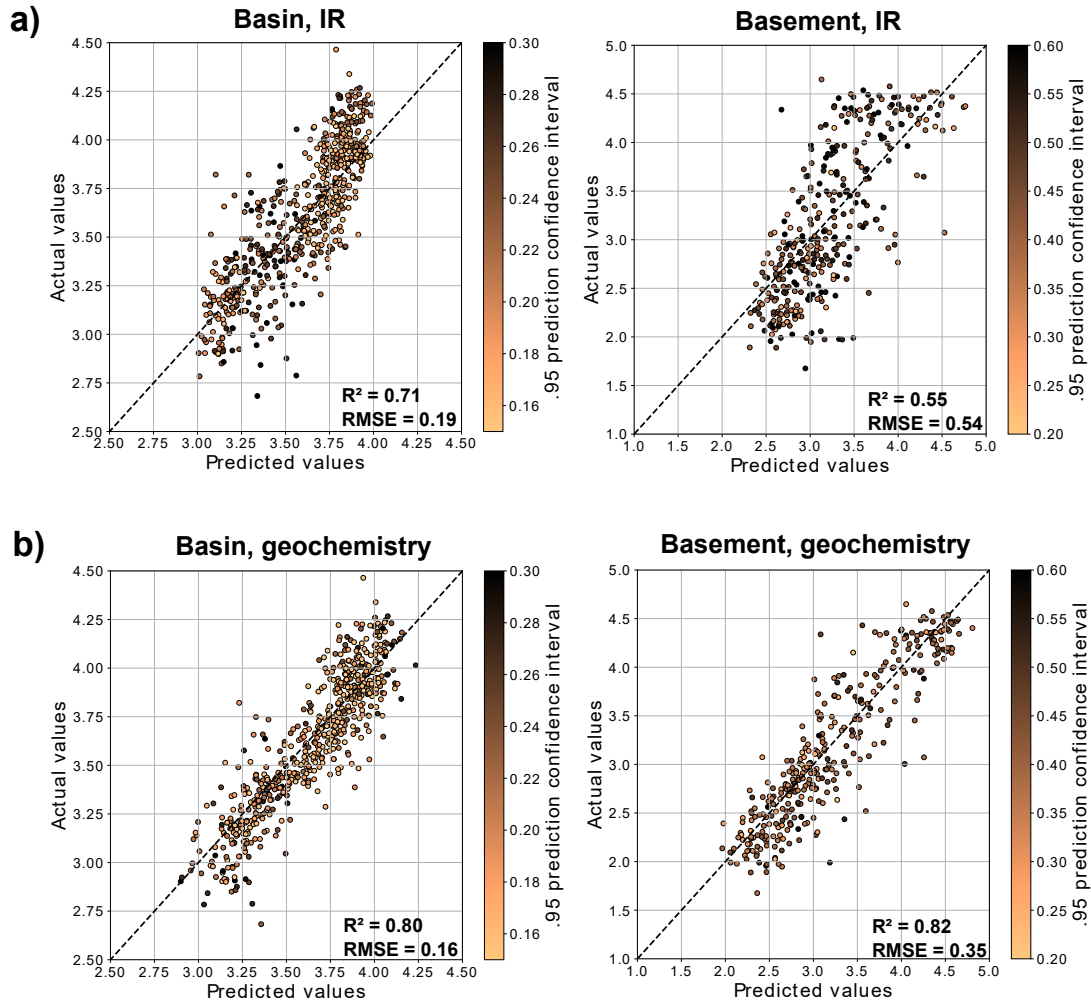 a)
Basin, IR
4.50
4.25
4.00
3.75
3.50
3.25
3.00
2.75
2.50
Actual values
2.50 2.75 3.00 3.25 3.50 3.75 4.00 4.25 4.50
Predicted values
R² = 0.71
RMSE = 0.19
0.30
0.28
0.26
0.24
0.22
0.20
0.18
0.16
.95 prediction confidence interval
Basement, IR
5.0
4.5
4.0
3.5
3.0
2.5
2.0
1.5
1.0
Actual values
1.0 1.5 2.0 2.5 3.0 3.5 4.0 4.5 5.0
Predicted values
R² = 0.55
RMSE = 0.54
0.60
0.55
0.50
0.45
0.40
0.35
0.30
0.25
0.20
.95 prediction confidence interval
b)
Basin, geochemistry
4.50
4.25
4.00
3.75
3.50
3.25
3.00
2.75
2.50
Actual values
2.50 2.75 3.00 3.25 3.50 3.75 4.00 4.25 4.50
Predicted values
R² = 0.80
RMSE = 0.16
0.30
0.28
0.26
0.24
0.22
0.20
0.18
0.16
.95 prediction confidence interval
Basement, geochemistry
5.0
4.5
4.0
3.5
3.0
2.5
2.0
1.5
1.0
Actual values
1.0 1.5 2.0 2.5 3.0 3.5 4.0 4.5 5.0
Predicted values
R² = 0.82
RMSE = 0.35
0.60
0.55
0.50
0.45
0.40
0.35
0.30
0.25
0.20
.95 prediction confidence interval